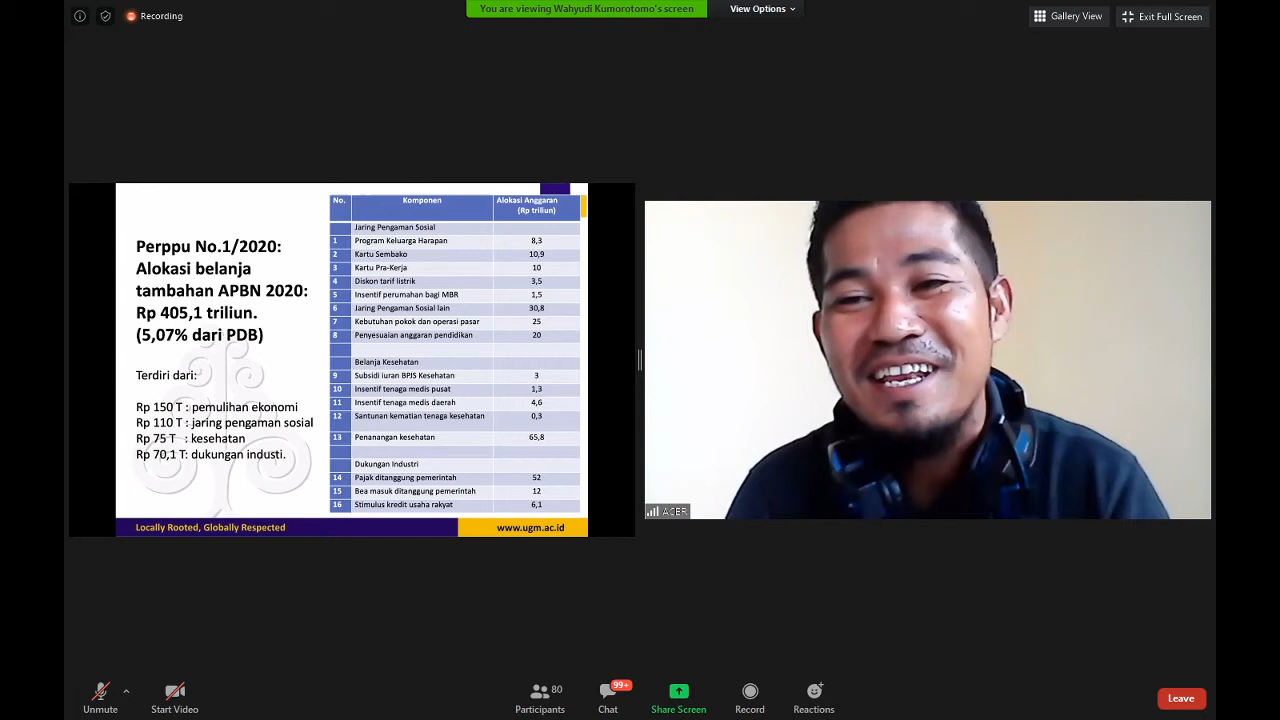 Recording
You are viewing Wahyudi Kumorotomo's screen
View Options
Gallery View
Exit Full Screen
Perppu No.1/2020:
Alokasi belanja
tambahan APBN 2020:
Rp 405,1 triliun.
(5,07% dari PDB)
Terdiri dari:
Rp 150 T : pemulihan ekonomi
Rp 110 T : jaring pengaman sosial
Rp 75 T : kesehatan
Rp 70,1 T: dukungan industi.
No. Komponen Alokasi Anggaran
(Rp triliun)
Jaring Pengaman Sosial
1 Program Keluarga Harapan 8,3
2 Kartu Sembako 10,9
3 Kartu Pra-Kerja 10
4 Diskon tarif listrik 3,5
5 Insentif perumahan bagi MBR 1,5
6 Jaring Pengaman Sosial lain 30,8
7 Kebutuhan pokok dan operasi pasar 25
8 Penyesuaian anggaran pendidikan 20
Belanja Kesehatan
9 Subsidi iuran BPJS Kesehatan 3
10 Insentif tenaga medis pusat 1,3
11 Insentif tenaga medis daerah 4,6
12 Santunan kematian tenaga kesehatan 0,3
13 Penanangan kesehatan 65,8
Dukungan Industri
14 Pajak ditanggung pemerintah 52
15 Bea masuk ditanggung pemerintah 12
16 Stimulus kredit usaha rakyat 6,1
Locally Rooted, Globally Respected
www.ugm.ac.id
ACER
Unmute
Start Video
80
Participants
99+
Chat
Share Screen
Record
Reactions
Leave